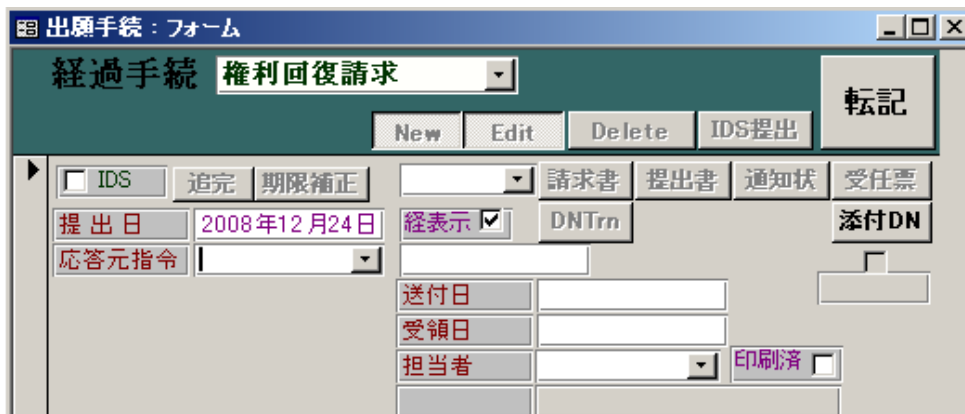 出願手続：フォーム
経過手続 権利回復請求
転記
New Edit Delete IDS提出
IDS 追完 期限補正 請求書 提出書 通知状 受任票
提出日 2008年12月24日 経表示 DNTrn 添付DN
応答元指令
送付日
受領日
担当者 印刷済